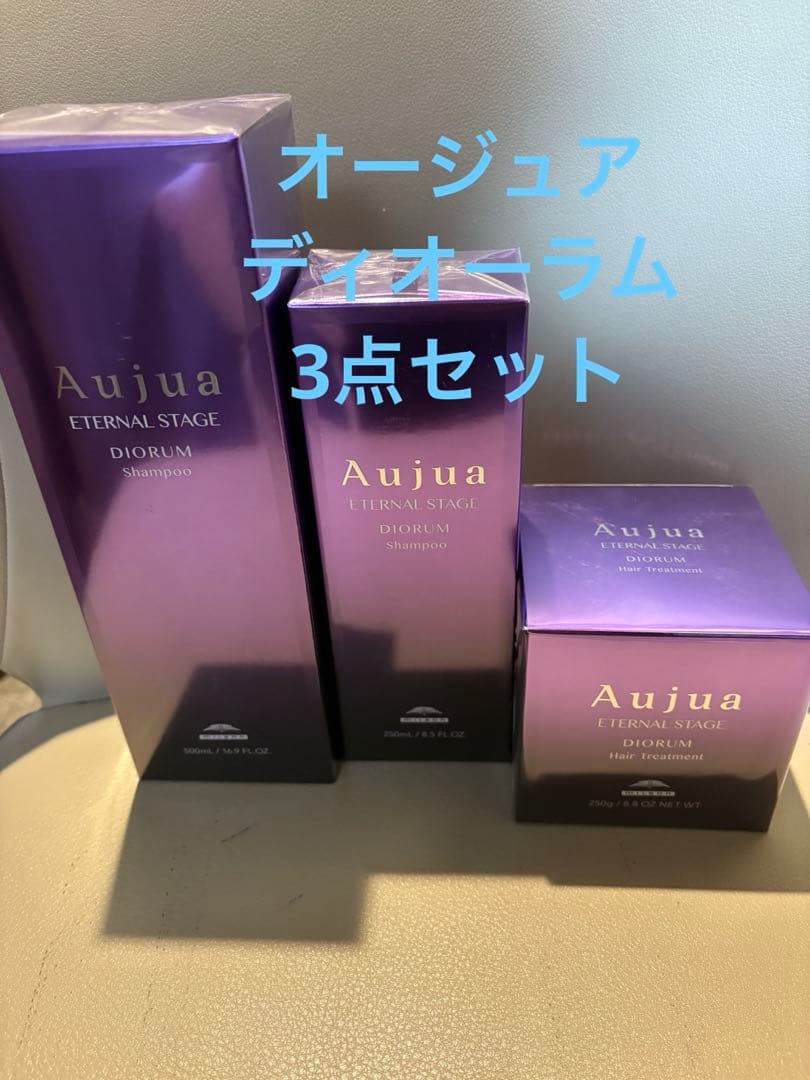 オージュア
ディオーラム
3点セット
Aujua
ETERNAL STAGE
DIORUM
Shampoo
500mL / 16.9 FL.OZ.
Aujua
ETERNAL STAGE
DIORUM
Shampoo
MILBON
250mL / 8.5 FL.OZ.
Aujua
ETERNAL STAGE
DIORUM
Hair Treatment
Aujua
ETERNAL STAGE
DIORUM
Hair Treatment
MILBON
250g / 8.8 OZ.NET WT.